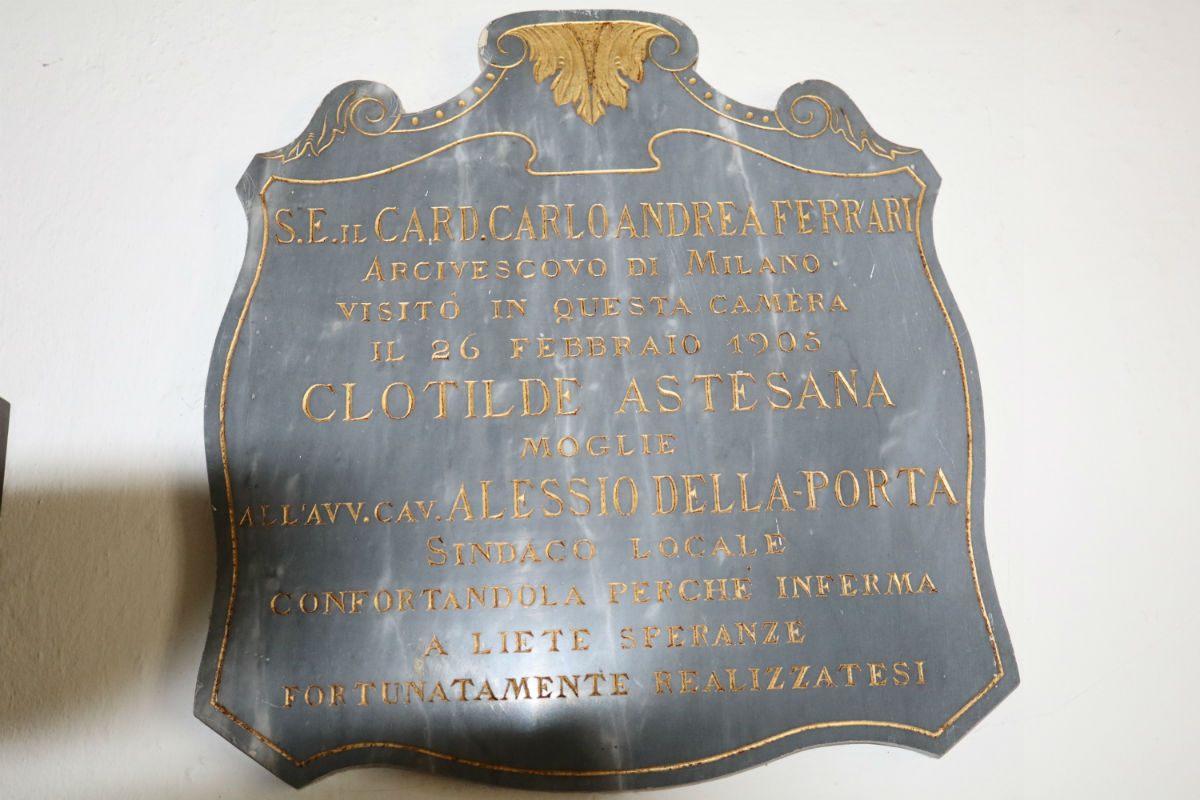 S.E. IL CARD. CARLO ANDREA FERRARI
ARCIVESCOVO DI MILANO
VISITÓ IN QUESTA CAMERA
IL 26 FEBBRAIO 1905
CLOTILDE ASTESANA
MOGLIE
ALL'AVV. CAV. ALESSIO DELLA-PORTA
SINDACO LOCALE
CONFORTANDOLA PERCHÉ INFERMA
A LIETE SPERANZE
FORTUNATAMENTE REALIZZATESI